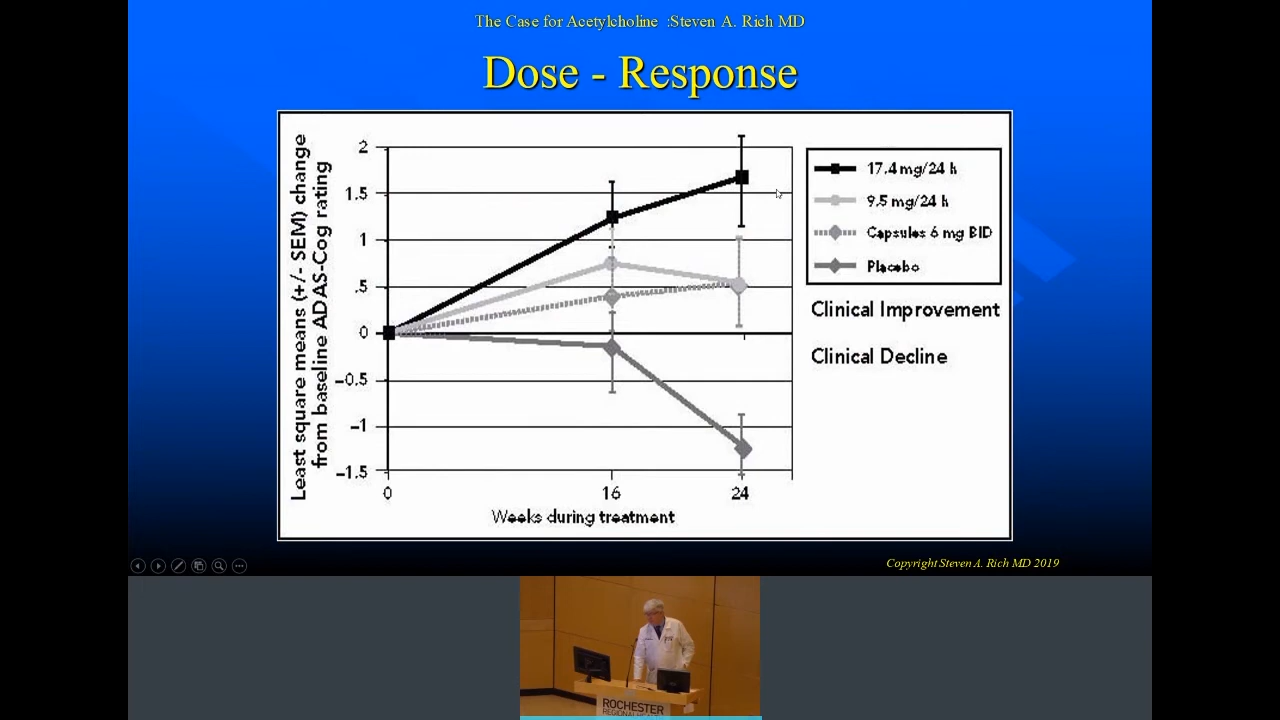 The Case for Acetylcholine :Steven A. Rich MD
Dose - Response
Least square means (+/- SEM) change
from baseline ADAS-Cog rating
2
1.5
1
.5
0
–0.5
–1
–1.5
0 16 24
Weeks during treatment
17.4 mg/24 h
9.5 mg/24 h
Capsules 6 mg BID
Placebo
Clinical Improvement
Clinical Decline
Copyright Steven A. Rich MD 2019
ROCHESTER
REGIONAL HEALTH